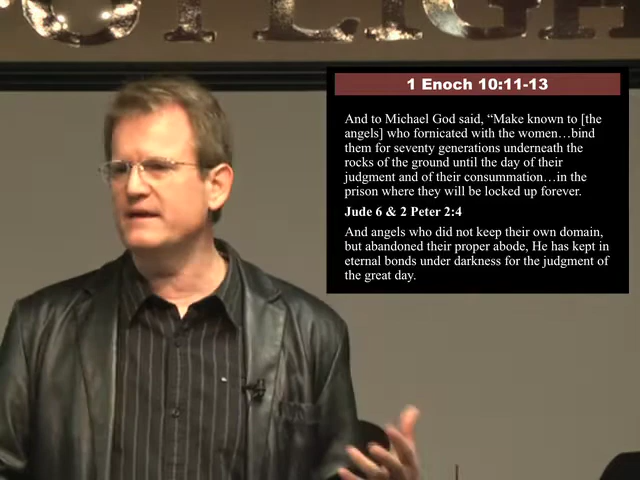 POTLIGH
1 Enoch 10:11-13
And to Michael God said, “Make known to [the
angels] who fornicated with the women…bind
them for seventy generations underneath the
rocks of the ground until the day of their
judgment and of their consummation…in the
prison where they will be locked up forever.
Jude 6 & 2 Peter 2:4
And angels who did not keep their own domain,
but abandoned their proper abode, He has kept in
eternal bonds under darkness for the judgment of
the great day.